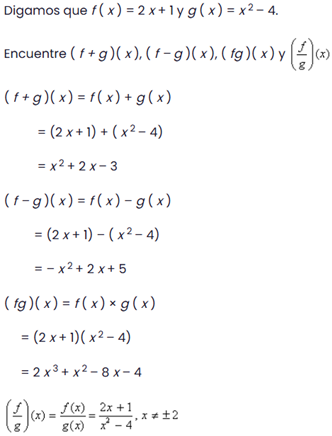 Digamos que f ( x ) = 2 x + 1 y g ( x ) = x² – 4.
Encuentre ( f + g )( x ), ( f – g )( x ), ( fg )( x ) y (f/g)(x)
( f + g )( x ) = f ( x ) + g ( x )
= (2 x + 1) + ( x² – 4)
= x² + 2 x – 3
( f – g )( x ) = f ( x ) – g ( x )
= (2 x + 1) – ( x² – 4)
= – x² + 2 x + 5
( fg )( x ) = f ( x ) × g ( x )
= (2 x + 1)( x² – 4)
= 2 x³ + x² – 8 x – 4
(f/g)(x) = f(x)/g(x) = (2x + 1)/(x² – 4), x ≠ ±2